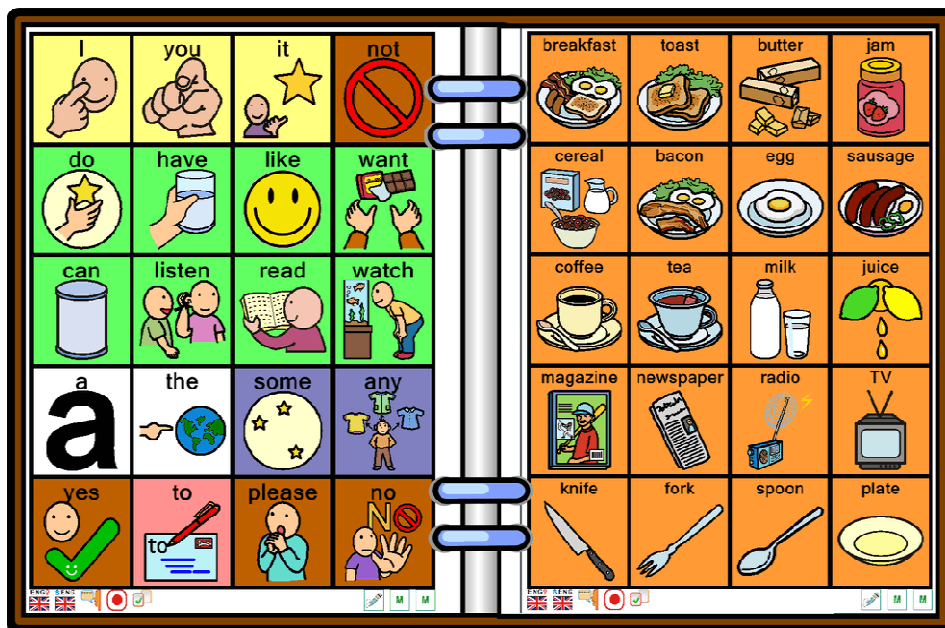 I you it not
do have like want
can listen read watch
a the some any
a
yes to please no
to N
breakfast toast butter jam
cereal bacon egg sausage
coffee tea milk juice
magazine newspaper radio TV
knife fork spoon plate
M M
M M